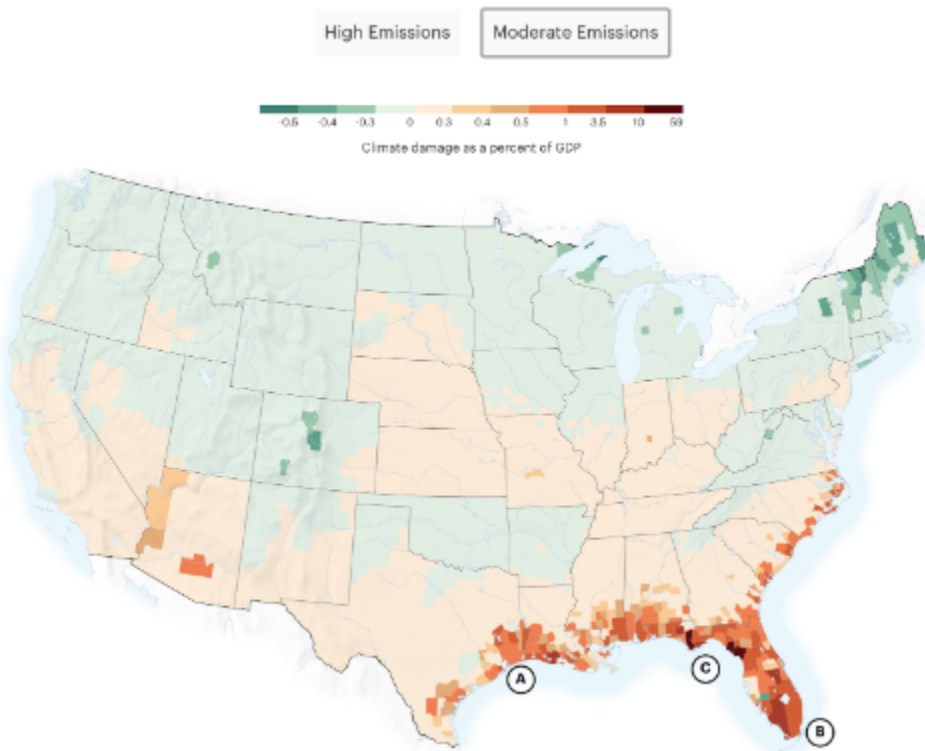 High Emissions Moderate Emissions
-0.5 -0.4 -0.3 0 0.3 0.4 0.5 1 3.5 10 59
Climate damage as a percent of GDP
A
C
B